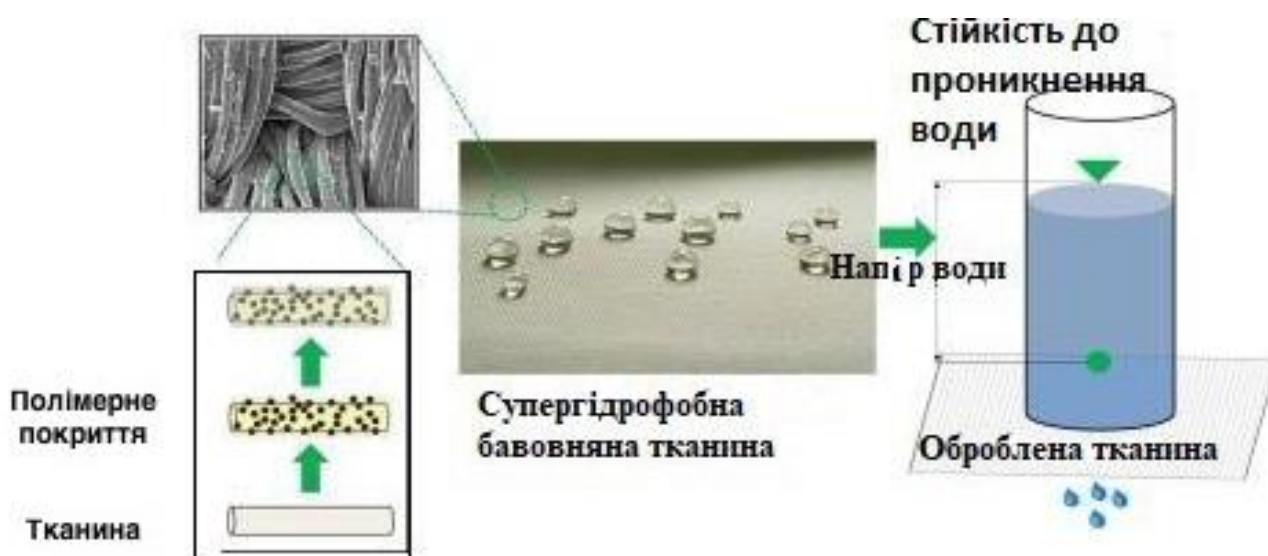 Стійкість до
проникнення
води
Напір води
Полімерне
покриття
Супергідрофобна
бавовняна тканина
Оброблена тканина
Тканина